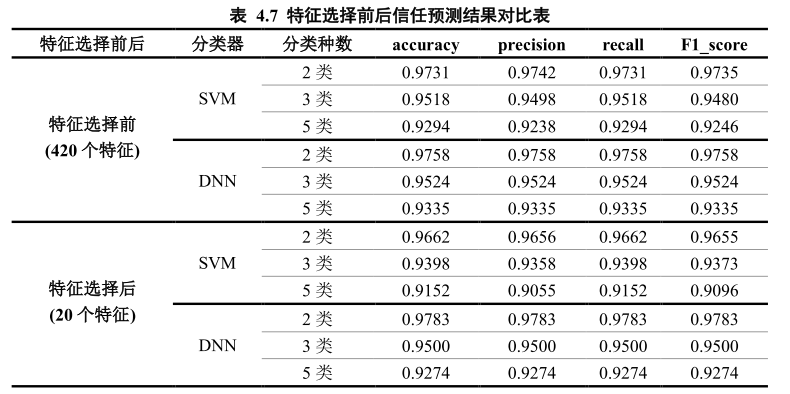 表 4.7 特征选择前后信任预测结果对比表
特征选择前后 分类器 分类种数 accuracy precision recall F1_score
特征选择前
(420 个特征)
SVM
2 类 0.9731 0.9742 0.9731 0.9735
3 类 0.9518 0.9498 0.9518 0.9480
5 类 0.9294 0.9238 0.9294 0.9246
DNN
2 类 0.9758 0.9758 0.9758 0.9758
3 类 0.9524 0.9524 0.9524 0.9524
5 类 0.9335 0.9335 0.9335 0.9335
特征选择后
(20 个特征)
SVM
2 类 0.9662 0.9656 0.9662 0.9655
3 类 0.9398 0.9358 0.9398 0.9373
5 类 0.9152 0.9055 0.9152 0.9096
DNN
2 类 0.9783 0.9783 0.9783 0.9783
3 类 0.9500 0.9500 0.9500 0.9500
5 类 0.9274 0.9274 0.9274 0.9274